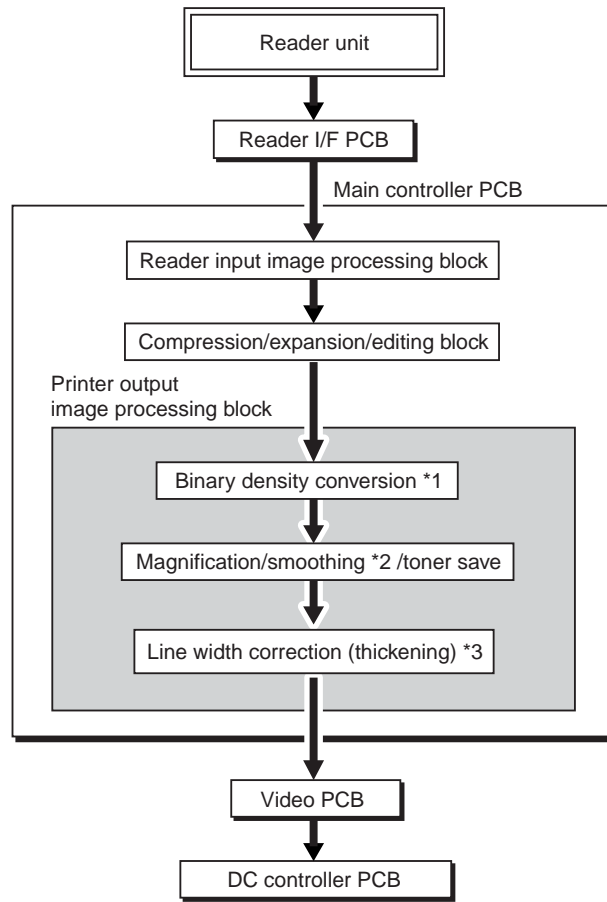 Reader unit
Reader I/F PCB
Main controller PCB
Reader input image processing block
Compression/expansion/editing block
Printer output
image processing block
Binary density conversion *1
Magnification/smoothing *2 /toner save
Line width correction (thickening) *3
Video PCB
DC controller PCB